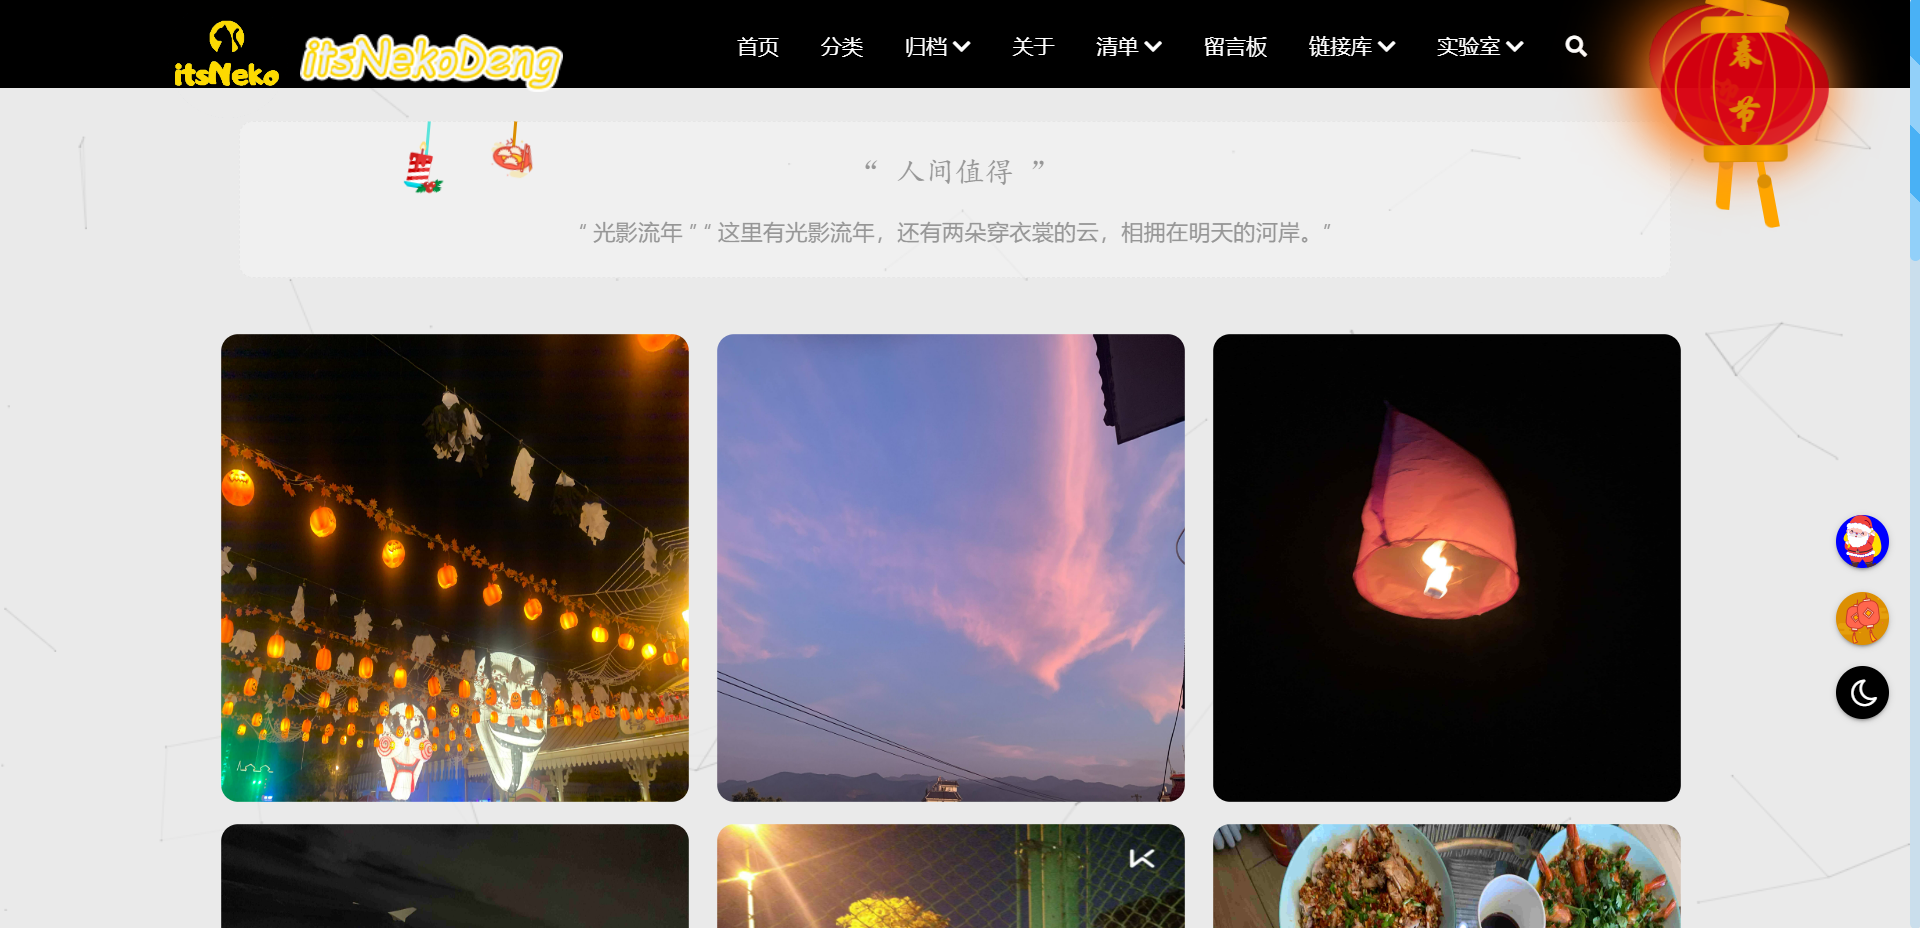 itsNeko
itsNekoDeng
首页 分类 归档 关于 清单 留言板 链接库 实验室
春节
“ 人间值得 ”
“ 光影流年 ” “ 这里有光影流年，还有两朵穿衣裳的云，相拥在明天的河岸。”